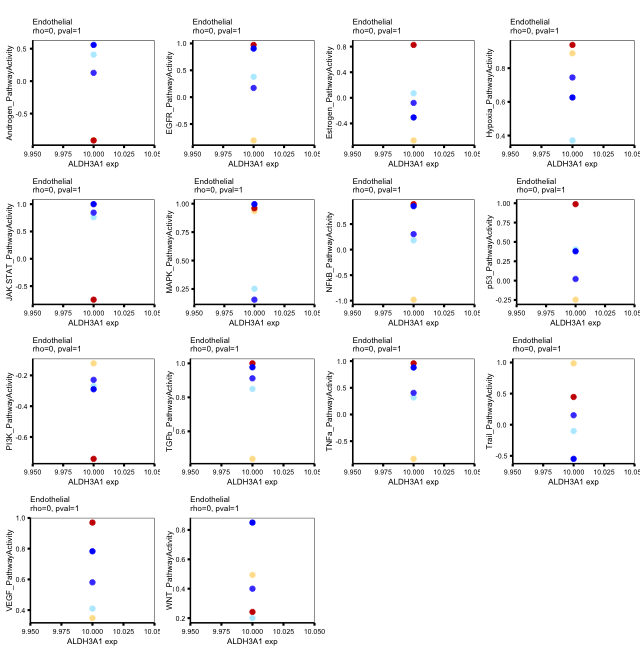 Endothelial
rho=0, pval=1
Androgen_PathwayActivity
0.5
0.0
-0.5
9.950 9.975 10.000 10.025 10.05
ALDH3A1 exp
Endothelial
rho=0, pval=1
EGFR_PathwayActivity
1.0
0.5
0.0
-0.5
9.950 9.975 10.000 10.025 10.05
ALDH3A1 exp
Endothelial
rho=0, pval=1
Estrogen_PathwayActivity
0.8
0.4
0.0
-0.4
9.950 9.975 10.000 10.025 10.05
ALDH3A1 exp
Endothelial
rho=0, pval=1
Hypoxia_PathwayActivity
0.8
0.6
0.4
9.950 9.975 10.000 10.025 10.05
ALDH3A1 exp
Endothelial
rho=0, pval=1
JAK-STAT_PathwayActivity
1.0
0.5
0.0
-0.5
9.950 9.975 10.000 10.025 10.05
ALDH3A1 exp
Endothelial
rho=0, pval=1
MAPK_PathwayActivity
1.00
0.75
0.50
0.25
9.950 9.975 10.000 10.025 10.05
ALDH3A1 exp
Endothelial
rho=0, pval=1
NFkB_PathwayActivity
0.5
0.0
-0.5
-1.0
9.950 9.975 10.000 10.025 10.05
ALDH3A1 exp
Endothelial
rho=0, pval=1
p53_PathwayActivity
1.00
0.75
0.50
0.25
0.00
-0.25
9.950 9.975 10.000 10.025 10.05
ALDH3A1 exp
Endothelial
rho=0, pval=1
PI3K_PathwayActivity
-0.2
-0.4
-0.6
9.950 9.975 10.000 10.025 10.05
ALDH3A1 exp
Endothelial
rho=0, pval=1
TGFb_PathwayActivity
1.0
0.8
0.6
9.950 9.975 10.000 10.025 10.05
ALDH3A1 exp
Endothelial
rho=0, pval=1
TNFa_PathwayActivity
1.0
0.5
0.0
-0.5
9.950 9.975 10.000 10.025 10.05
ALDH3A1 exp
Endothelial
rho=0, pval=1
Trail_PathwayActivity
1.0
0.5
0.0
-0.5
9.950 9.975 10.000 10.025 10.05
ALDH3A1 exp
Endothelial
rho=0, pval=1
VEGF_PathwayActivity
1.0
0.8
0.6
0.4
9.950 9.975 10.000 10.025 10.05
ALDH3A1 exp
Endothelial
rho=0, pval=1
WNT_PathwayActivity
0.8
0.6
0.4
0.2
9.950 9.975 10.000 10.025 10.050
ALDH3A1 exp